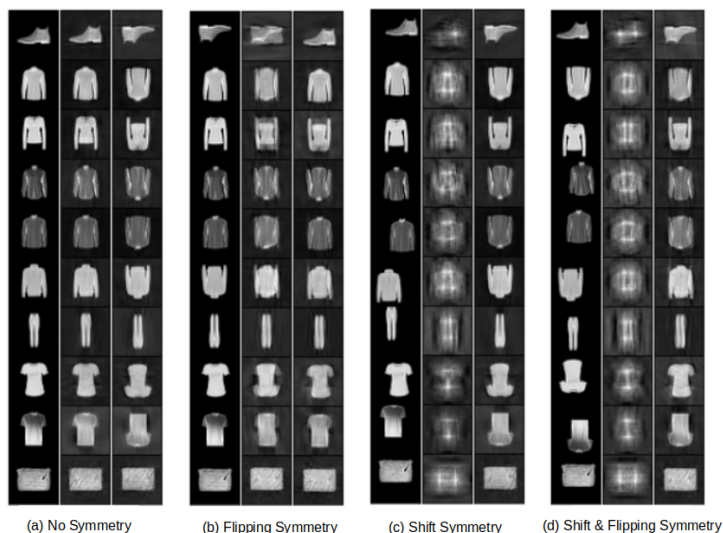 (a) No Symmetry
(b) Flipping Symmetry
(c) Shift Symmetry
(d) Shift & Flipping Symmetry